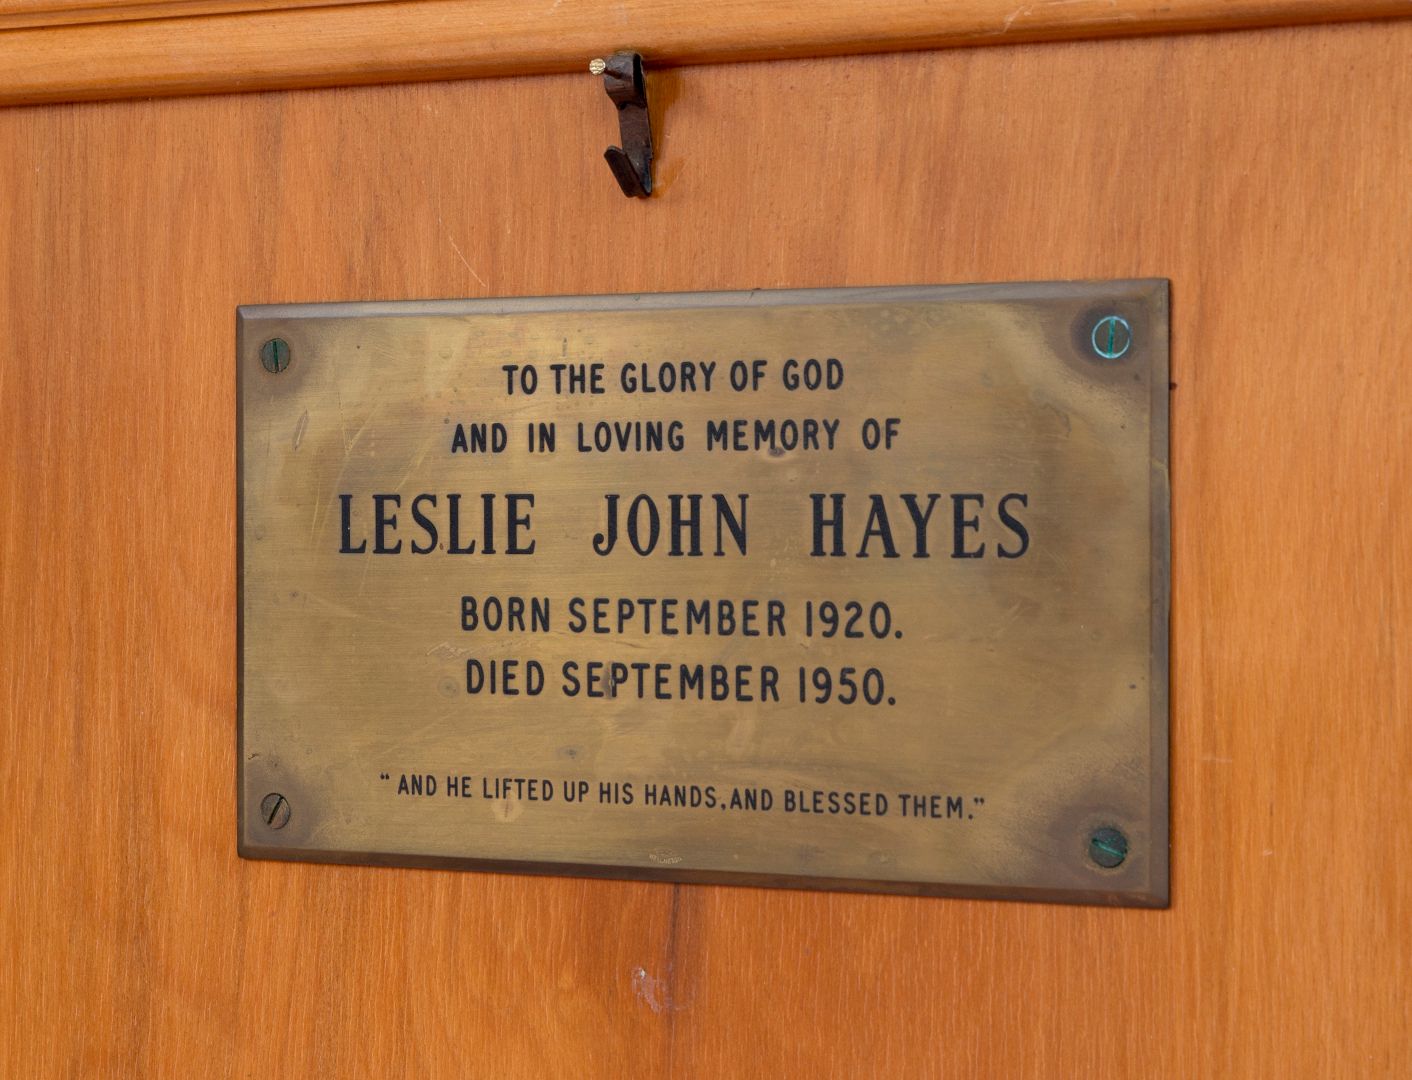 TO THE GLORY OF GOD
AND IN LOVING MEMORY OF
LESLIE JOHN HAYES
BORN SEPTEMBER 1920.
DIED SEPTEMBER 1950.
“AND HE LIFTED UP HIS HANDS, AND BLESSED THEM.”